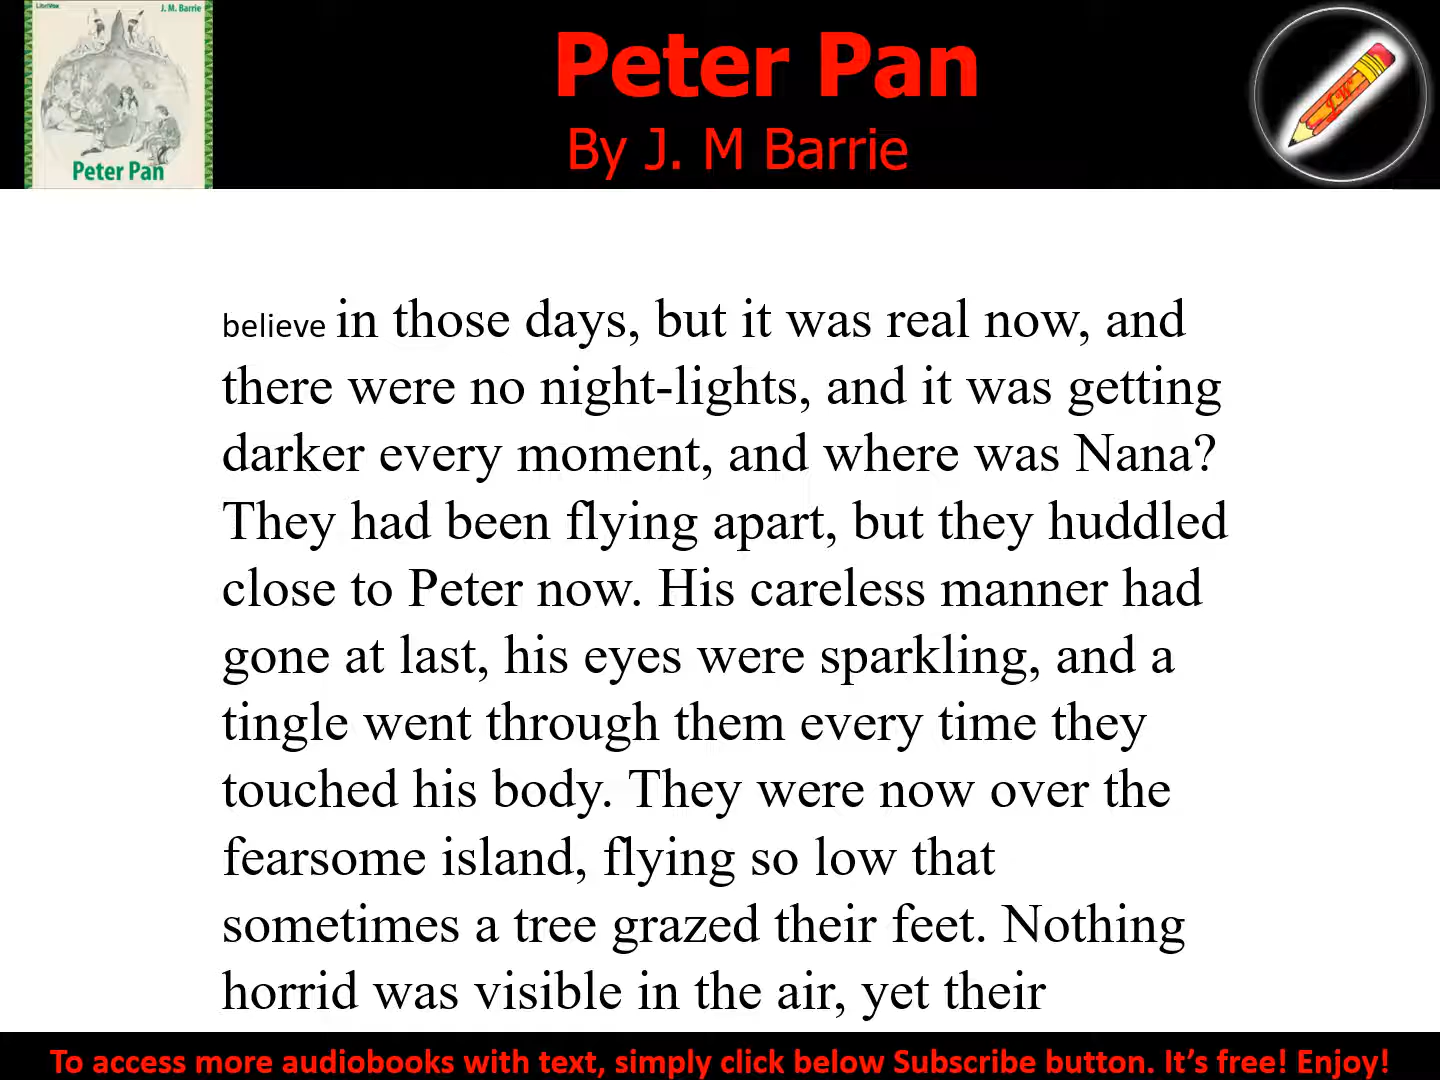 LibriVox
J. M. Barrie
Peter Pan
Peter Pan
By J. M Barrie
J.W
believe in those days, but it was real now, and
there were no night-lights, and it was getting
darker every moment, and where was Nana?
They had been flying apart, but they huddled
close to Peter now. His careless manner had
gone at last, his eyes were sparkling, and a
tingle went through them every time they
touched his body. They were now over the
fearsome island, flying so low that
sometimes a tree grazed their feet. Nothing
horrid was visible in the air, yet their
To access more audiobooks with text, simply click below Subscribe button. It’s free! Enjoy!